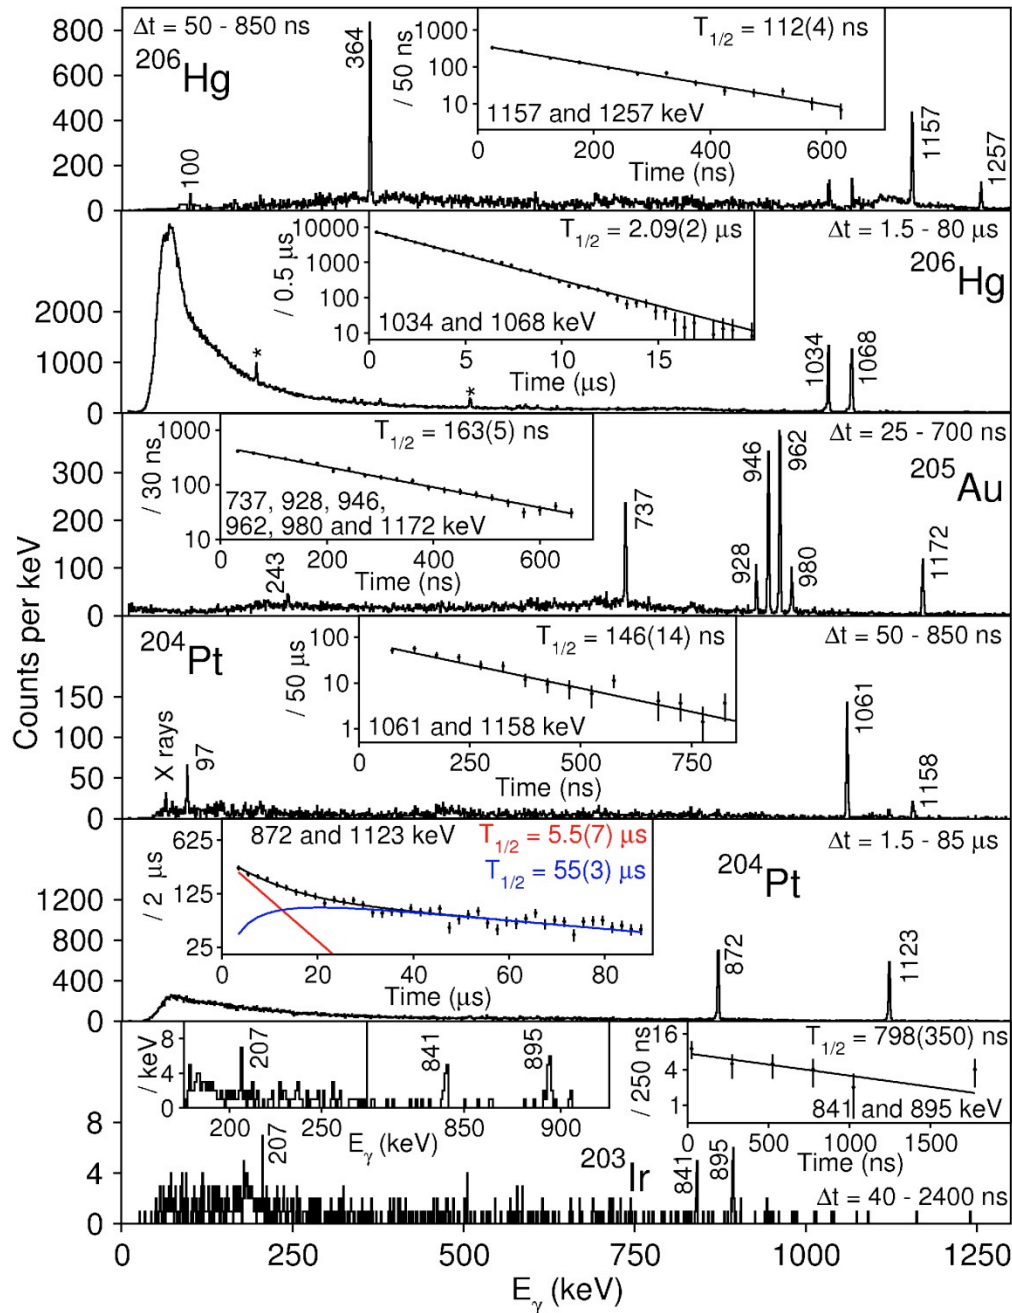 Δt = 50 - 850 ns
²⁰⁶Hg
800
600
400
200
0
364
100
1157
1257
/ 50 ns
100
10
T₁/₂ = 112(4) ns
1157 and 1257 keV
0 200 400 600
Time (ns)
Δt = 1.5 - 80 μs
²⁰⁶Hg
2000
1000
0
*
*
1034
1068
/ 0.5 μs
10000
1000
100
10
T₁/₂ = 2.09(2) μs
1034 and 1068 keV
0 5 10 15
Time (μs)
Δt = 25 - 700 ns
²⁰⁵Au
300
200
100
0
243
737
928
946
962
980
1172
/ 30 ns
1000
100
10
T₁/₂ = 163(5) ns
737, 928, 946,
962, 980 and 1172 keV
0 200 400 600
Time (ns)
Counts per keV
²⁰⁴Pt
Δt = 50 - 850 ns
150
100
50
0
X rays
97
1061
1158
/ 50 μs
100
10
1
T₁/₂ = 146(14) ns
1061 and 1158 keV
0 250 500 750
Time (ns)
Δt = 1.5 - 85 μs
²⁰⁴Pt
1200
800
400
0
872
1123
/ 2 μs
625
125
25
872 and 1123 keV
T₁/₂ = 5.5(7) μs
T₁/₂ = 55(3) μs
0 20 40 60 80
Time (μs)
/ keV
8
4
0
207
841
895
200 250 850 900
E_γ (keV)
/ 250 ns
16
4
1
T₁/₂ = 798(350) ns
841 and 895 keV
0 500 1000 1500
Time (ns)
Δt = 40 - 2400 ns
²⁰³Ir
8
4
0
207
841
895
0 250 500 750 1000 1250
E_γ (keV)